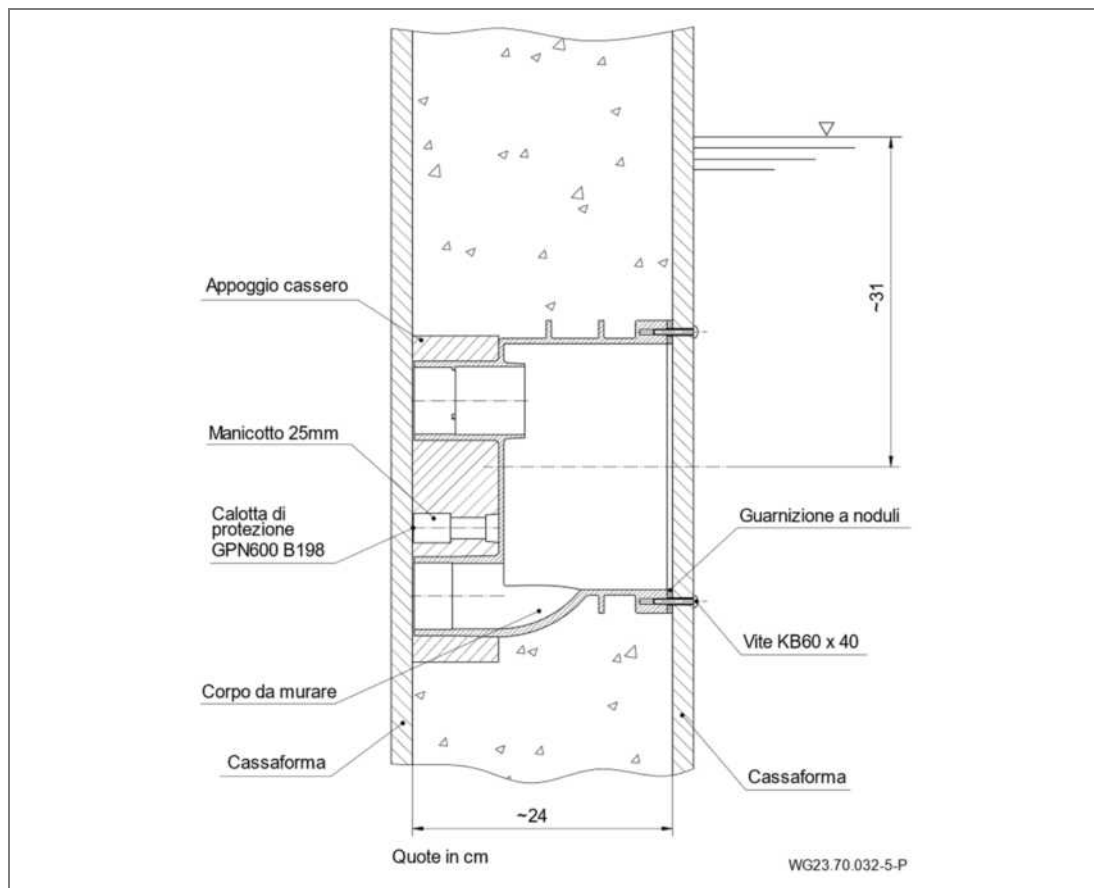 Appoggio cassero
~31
Manicotto 25mm
Calotta di
protezione
GPN600 B198
Guarnizione a noduli
Vite KB60 x 40
Corpo da murare
Cassaforma
Cassaforma
~24
Quote in cm
WG23.70.032-5-P